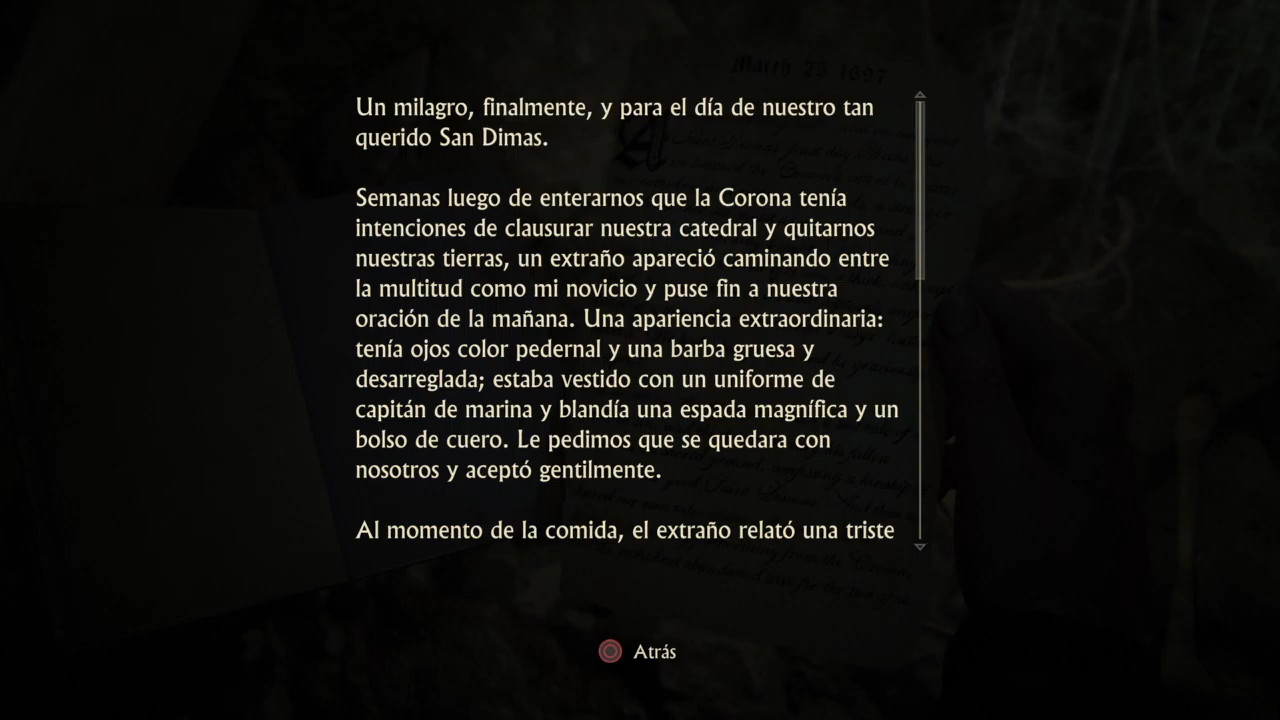 March 25 1697
Un milagro, finalmente, y para el día de nuestro tan
querido San Dimas.
Semanas luego de enterarnos que la Corona tenía
intenciones de clausurar nuestra catedral y quitarnos
nuestras tierras, un extraño apareció caminando entre
la multitud como mi novicio y puse fin a nuestra
oración de la mañana. Una apariencia extraordinaria:
tenía ojos color pedernal y una barba gruesa y
desarreglada; estaba vestido con un uniforme de
capitán de marina y blandía una espada magnífica y un
bolso de cuero. Le pedimos que se quedara con
nosotros y aceptó gentilmente.
Al momento de la comida, el extraño relató una triste
Atrás